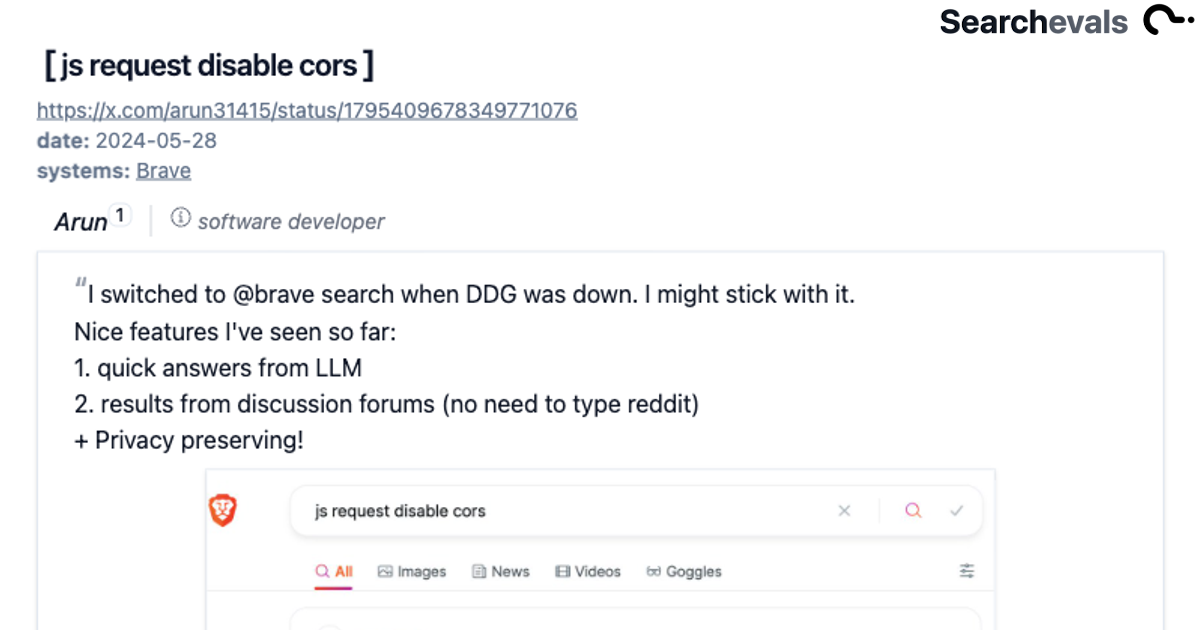 Searchevals
[js request disable cors]
https://x.com/arun31415/status/1795409678349771076
date: 2024-05-28
systems: Brave
Arun 1 software developer
“I switched to @brave search when DDG was down. I might stick with it.
Nice features I've seen so far:
1. quick answers from LLM
2. results from discussion forums (no need to type reddit)
+ Privacy preserving!
js request disable cors
All Images News Videos Goggles